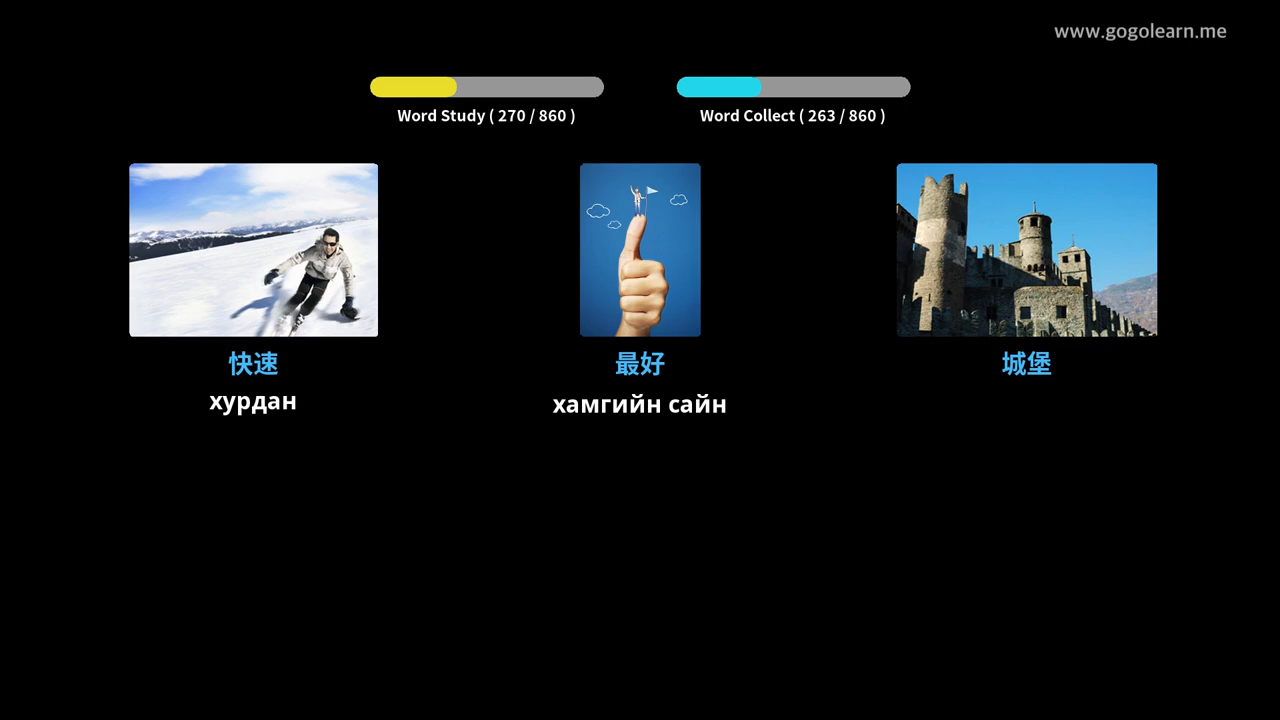 www.gogolearn.me
Word Study ( 270 / 860 )
Word Collect ( 263 / 860 )
快速
最好
城堡
хурдан
хамгийн сайн